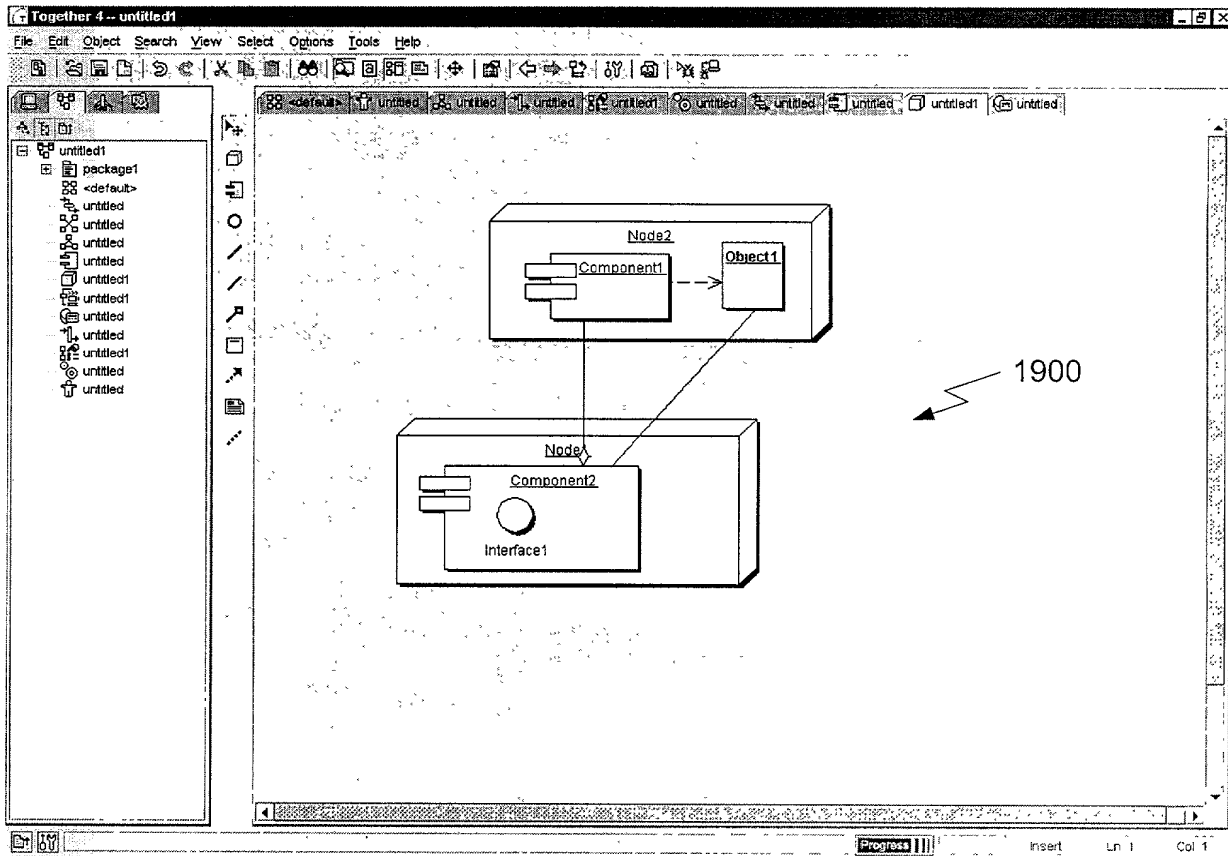 Together 4 -- untitled1
File Edit Object Search View Select Options Tools Help
<default> untitled untitled untitled untitled1 untitled untitled untitled untitled1 untitled
untitled1
package1
<default>
untitled
untitled
untitled
untitled
untitled1
untitled1
untitled
untitled
untitled1
untitled
untitled
Node2
Component1
Object1
1900
Node
Component2
Interface1
Progress Insert Ln 1 Col 1